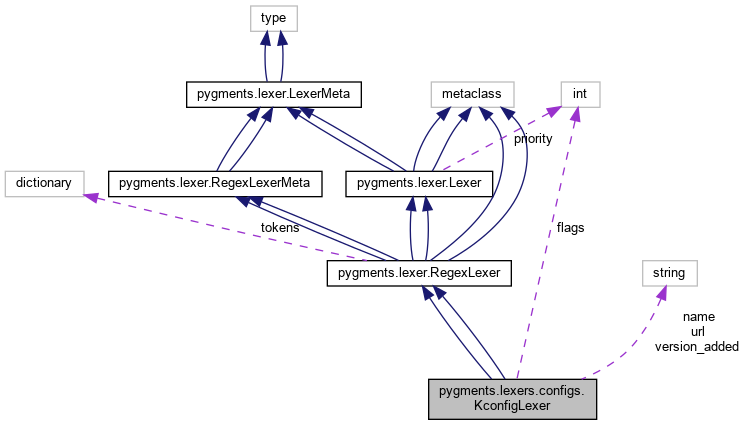 type
pygments.lexer.LexerMeta
metaclass
int
priority
dictionary
pygments.lexer.RegexLexerMeta
pygments.lexer.Lexer
tokens
flags
pygments.lexer.RegexLexer
string
name
url
version_added
pygments.lexers.configs.
KconfigLexer